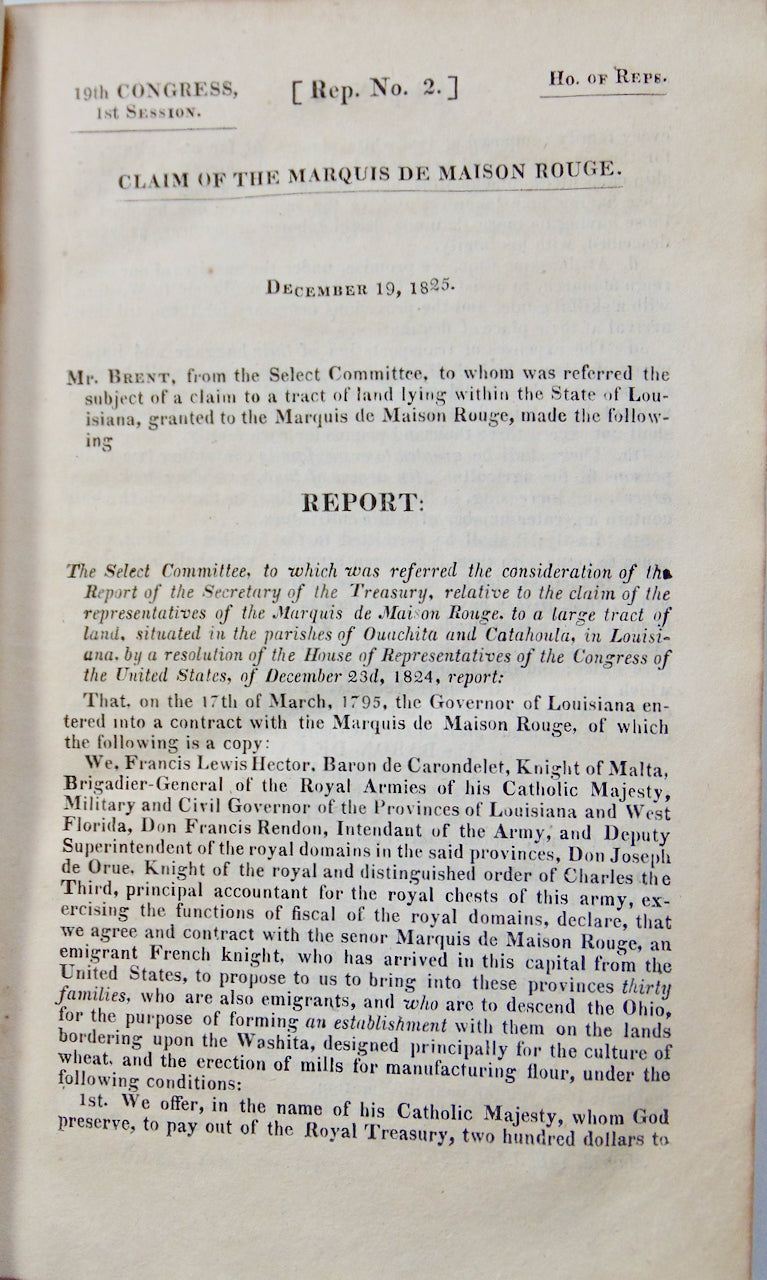 19th CONGRESS,
1st SESSION.
[ Rep. No. 2. ]
HO. OF REPS.
CLAIM OF THE MARQUIS DE MAISON ROUGE.
DECEMBER 19, 1825.
Mr. BRENT, from the Select Committee, to whom was referred the
subject of a claim to a tract of land lying within the State of Lou-
isiana, granted to the Marquis de Maison Rouge, made the follow-
ing
REPORT:
The Select Committee, to which was referred the consideration of the
Report of the Secretary of the Treasury, relative to the claim of the
representatives of the Marquis de Maison Rouge, to a large tract of
land, situated in the parishes of Ouachita and Catahoula, in Louisi-
ana, by a resolution of the House of Representatives of the Congress of
the United States, of December 23d, 1824, report:
That, on the 17th of March, 1795, the Governor of Louisiana en-
tered into a contract with the Marquis de Maison Rouge, of which
the following is a copy:
We, Francis Lewis Hector, Baron de Carondelet, Knight of Malta,
Brigadier-General of the Royal Armies of his Catholic Majesty,
Military and Civil Governor of the Provinces of Louisiana and West
Florida, Don Francis Rendon, Intendant of the Army, and Deputy
Superintendent of the royal domains in the said provinces, Don Joseph
de Orue, Knight of the royal and distinguished order of Charles the
Third, principal accountant for the royal chests of this army, ex-
ercising the functions of fiscal of the royal domains, declare, that
we agree and contract with the senor Marquis de Maison Rouge, an
emigrant French knight, who has arrived in this capital from the
United States, to propose to us to bring into these provinces thirty
families, who are also emigrants, and who are to descend the Ohio,
for the purpose of forming an establishment with them on the lands
bordering upon the Washita, designed principally for the culture of
wheat, and the erection of mills for manufacturing flour, under the
following conditions:
1st. We offer, in the name of his Catholic Majesty, whom God
preserve, to pay out of the Royal Treasury, two hundred dollars to